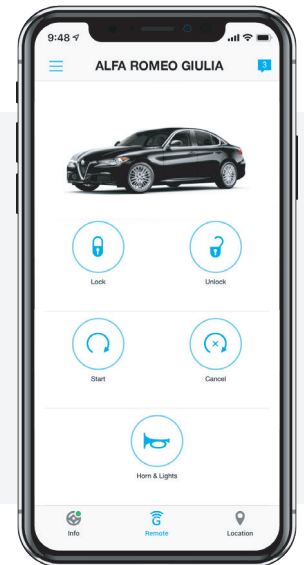 9:48
ALFA ROMEO GIULIA
3
Lock
Unlock
Start
Cancel
Horn & Lights
G
Info
Remote
Location